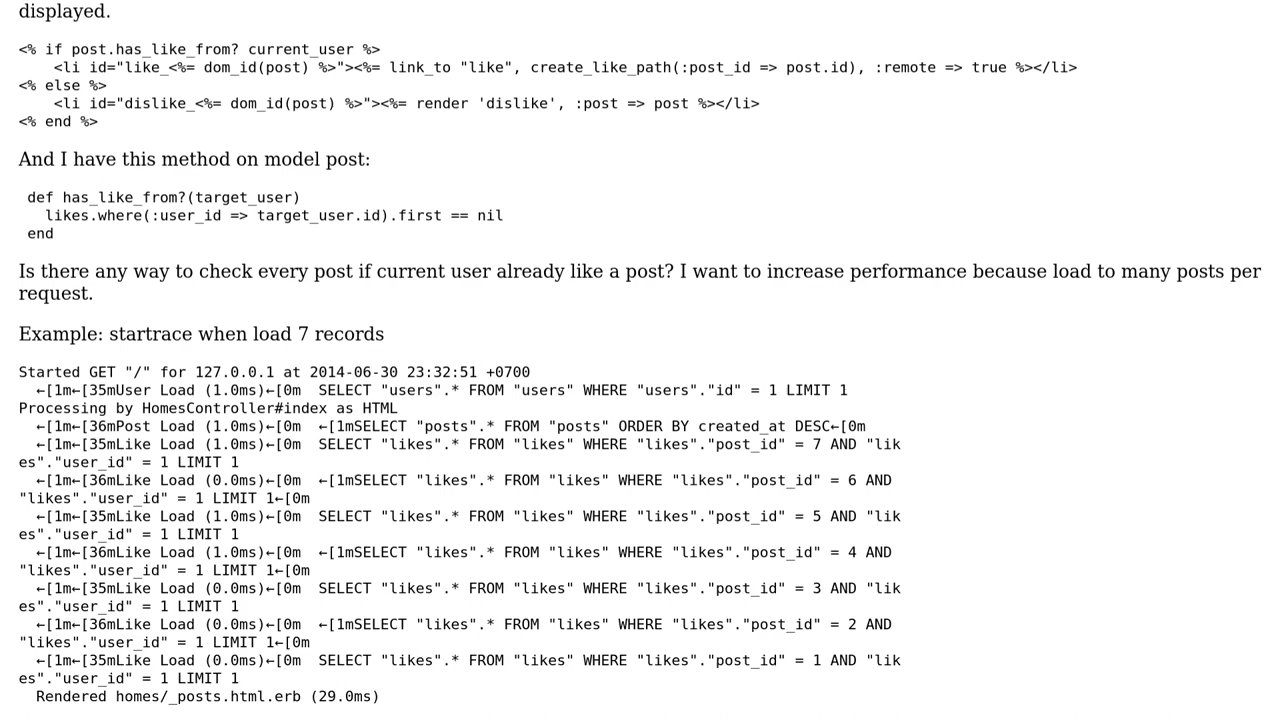 displayed.
<% if post.has_like_from? current_user %>
    <li id="like_<%= dom_id(post) %>"><%= link_to "like", create_like_path(:post_id => post.id), :remote => true %></li>
<% else %>
    <li id="dislike_<%= dom_id(post) %>"><%= render 'dislike', :post => post %></li>
<% end %>
And I have this method on model post:
 def has_like_from?(target_user)
   likes.where(:user_id => target_user.id).first == nil
 end
Is there any way to check every post if current user already like a post? I want to increase performance because load to many posts per
request.
Example: startrace when load 7 records
Started GET "/" for 127.0.0.1 at 2014-06-30 23:32:51 +0700
  ←[1m←[35mUser Load (1.0ms)←[0m  SELECT "users".* FROM "users" WHERE "users"."id" = 1 LIMIT 1
Processing by HomesController#index as HTML
  ←[1m←[36mPost Load (1.0ms)←[0m  ←[1mSELECT "posts".* FROM "posts" ORDER BY created_at DESC←[0m
  ←[1m←[35mLike Load (1.0ms)←[0m  SELECT "likes".* FROM "likes" WHERE "likes"."post_id" = 7 AND "lik
es"."user_id" = 1 LIMIT 1
  ←[1m←[36mLike Load (0.0ms)←[0m  ←[1mSELECT "likes".* FROM "likes" WHERE "likes"."post_id" = 6 AND
"likes"."user_id" = 1 LIMIT 1←[0m
  ←[1m←[35mLike Load (1.0ms)←[0m  SELECT "likes".* FROM "likes" WHERE "likes"."post_id" = 5 AND "lik
es"."user_id" = 1 LIMIT 1
  ←[1m←[36mLike Load (1.0ms)←[0m  ←[1mSELECT "likes".* FROM "likes" WHERE "likes"."post_id" = 4 AND
"likes"."user_id" = 1 LIMIT 1←[0m
  ←[1m←[35mLike Load (0.0ms)←[0m  SELECT "likes".* FROM "likes" WHERE "likes"."post_id" = 3 AND "lik
es"."user_id" = 1 LIMIT 1
  ←[1m←[36mLike Load (0.0ms)←[0m  ←[1mSELECT "likes".* FROM "likes" WHERE "likes"."post_id" = 2 AND
"likes"."user_id" = 1 LIMIT 1←[0m
  ←[1m←[35mLike Load (0.0ms)←[0m  SELECT "likes".* FROM "likes" WHERE "likes"."post_id" = 1 AND "lik
es"."user_id" = 1 LIMIT 1
  Rendered homes/_posts.html.erb (29.0ms)